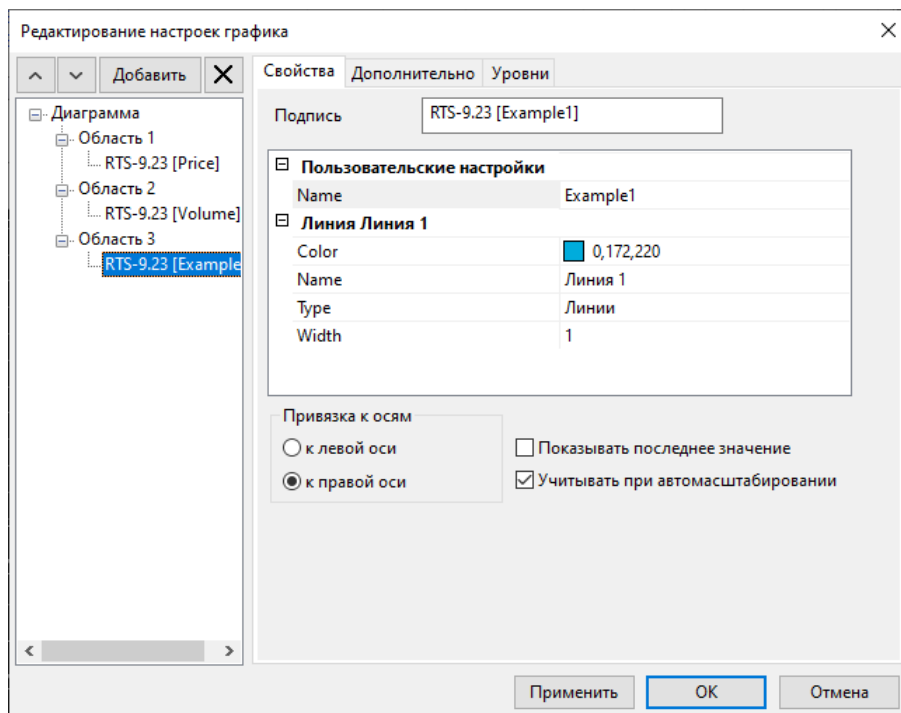 Редактирование настроек графика
Добавить
Диаграмма
Область 1
RTS-9.23 [Price]
Область 2
RTS-9.23 [Volume]
Область 3
RTS-9.23 [Example
Свойства Дополнительно Уровни
Подпись RTS-9.23 [Example1]
Пользовательские настройки
Name Example1
Линия Линия 1
Color 0,172,220
Name Линия 1
Type Линии
Width 1
Привязка к осям
к левой оси
к правой оси
Показывать последнее значение
Учитывать при автомасштабировании
Применить OK Отмена